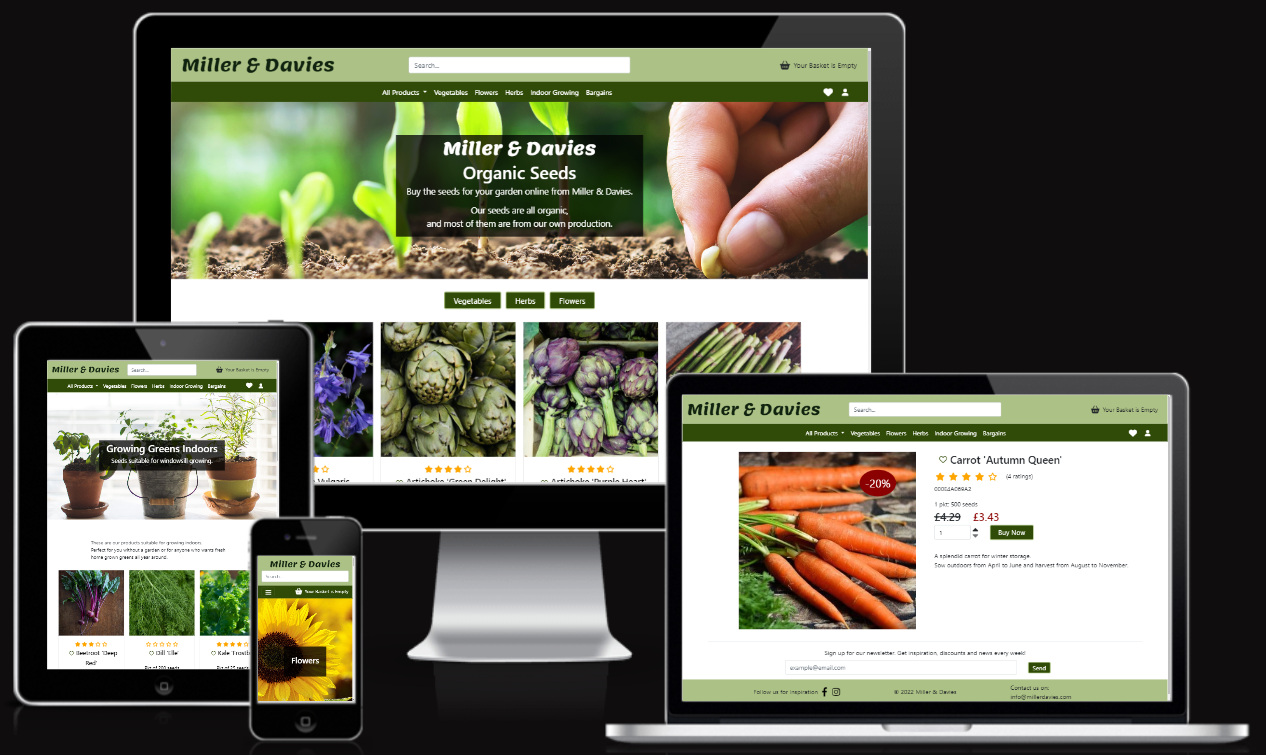 Miller & Davies
Search...
Your Basket is Empty
All Products
Vegetables
Flowers
Herbs
Indoor Growing
Bargains
Miller & Davies
Organic Seeds
Buy the seeds for your garden online from Miller & Davies.
Our seeds are all organic,
and most of them are from our own production.
Vegetables
Herbs
Flowers
Vulgaris
Artichoke 'Green Delight'
Artichoke 'Purple Heart'
Miller & Davies
Search...
Your Basket is Empty
All Products
Vegetables
Flowers
Herbs
Indoor Growing
Bargains
Growing Greens Indoors
Seeds suitable for windowsill growing.
These are our products suitable for growing indoors.
Perfect for you without a garden or for anyone who wants fresh
home grown greens all year around.
Beetroot 'Deep
Red'
Dill 'Elle'
Pkt of 200 seeds
Kale 'Frosty
Pkt of 25 seeds
Miller & Davies
Search
Your Basket is Empty
Flowers
Miller & Davies
Search...
Your Basket is Empty
All Products
Vegetables
Flowers
Herbs
Indoor Growing
Bargains
-20%
Carrot 'Autumn Queen'
(4 ratings)
1 pkt: 500 seeds
£4.29 £3.43
1
Buy Now
A splendid carrot for winter storage.
Sow outdoors from April to June and harvest from August to November.
Sign up for our newsletter. Get inspiration, discounts and news every week!
example@email.com
Send
Follow us for inspiration
© 2022 Miller & Davies
Contact us on:
info@millerdavies.com